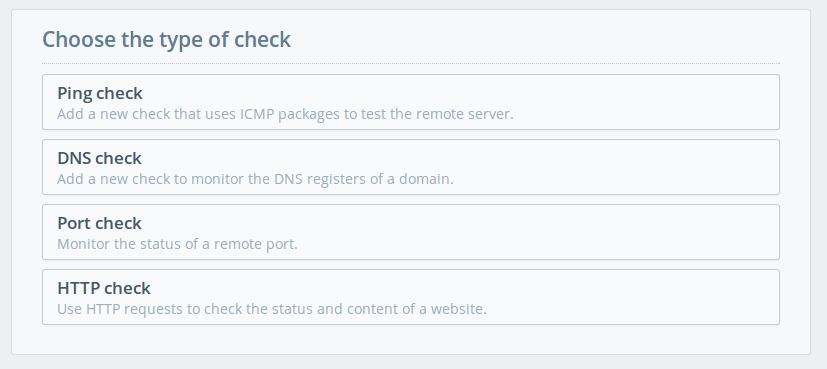 Choose the type of check
Ping check
Add a new check that uses ICMP packages to test the remote server.
DNS check
Add a new check to monitor the DNS registers of a domain.
Port check
Monitor the status of a remote port.
HTTP check
Use HTTP requests to check the status and content of a website.